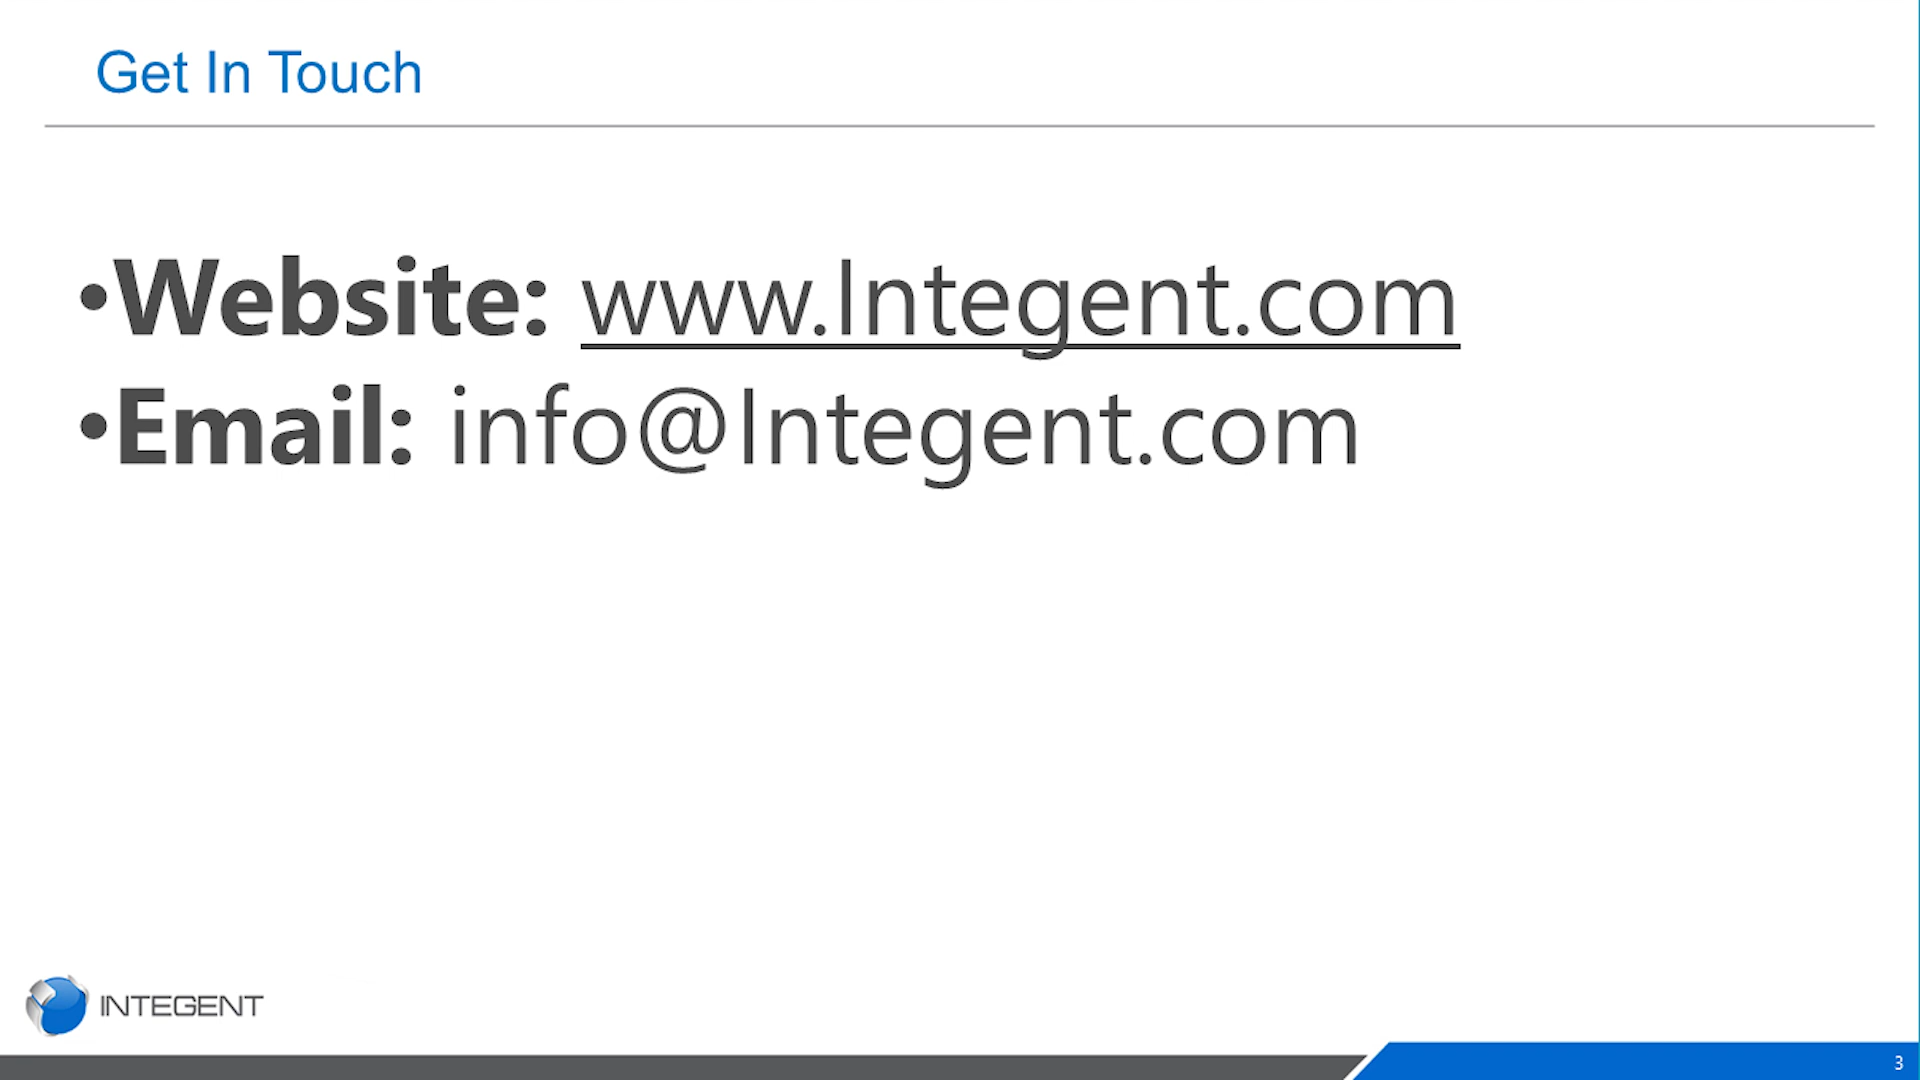 Get In Touch
•Website: www.Integent.com
•Email: info@Integent.com
INTEGENT
3